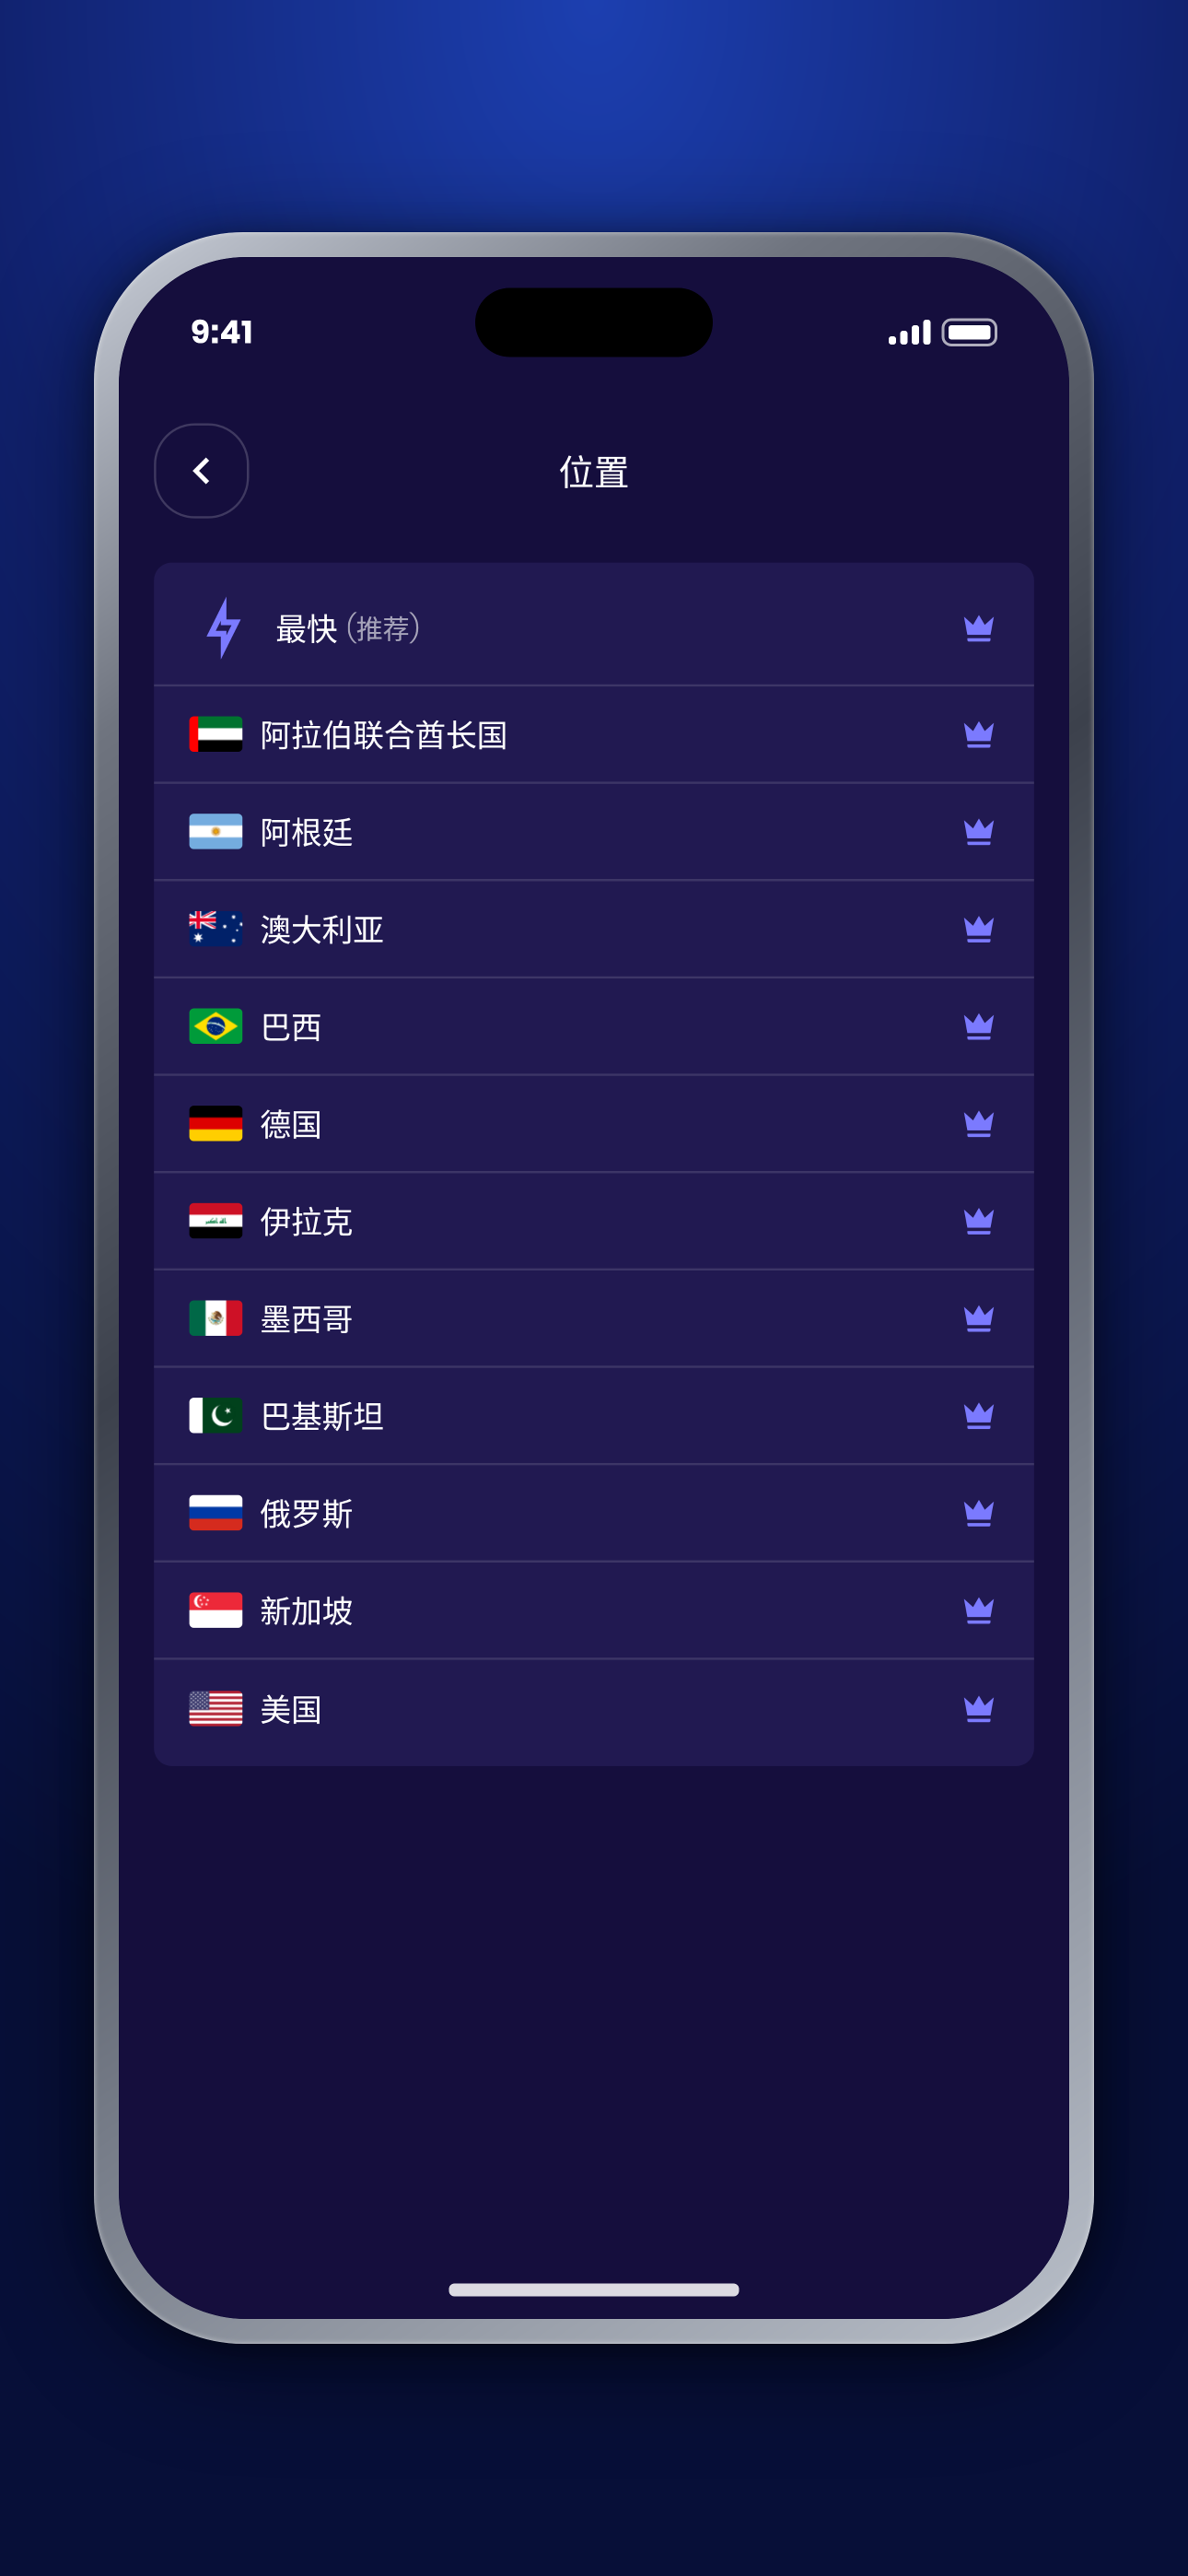 9:41
位置
最快 (推荐)
阿拉伯联合酋长国
阿根廷
澳大利亚
巴西
德国
伊拉克
墨西哥
巴基斯坦
俄罗斯
新加坡
美国